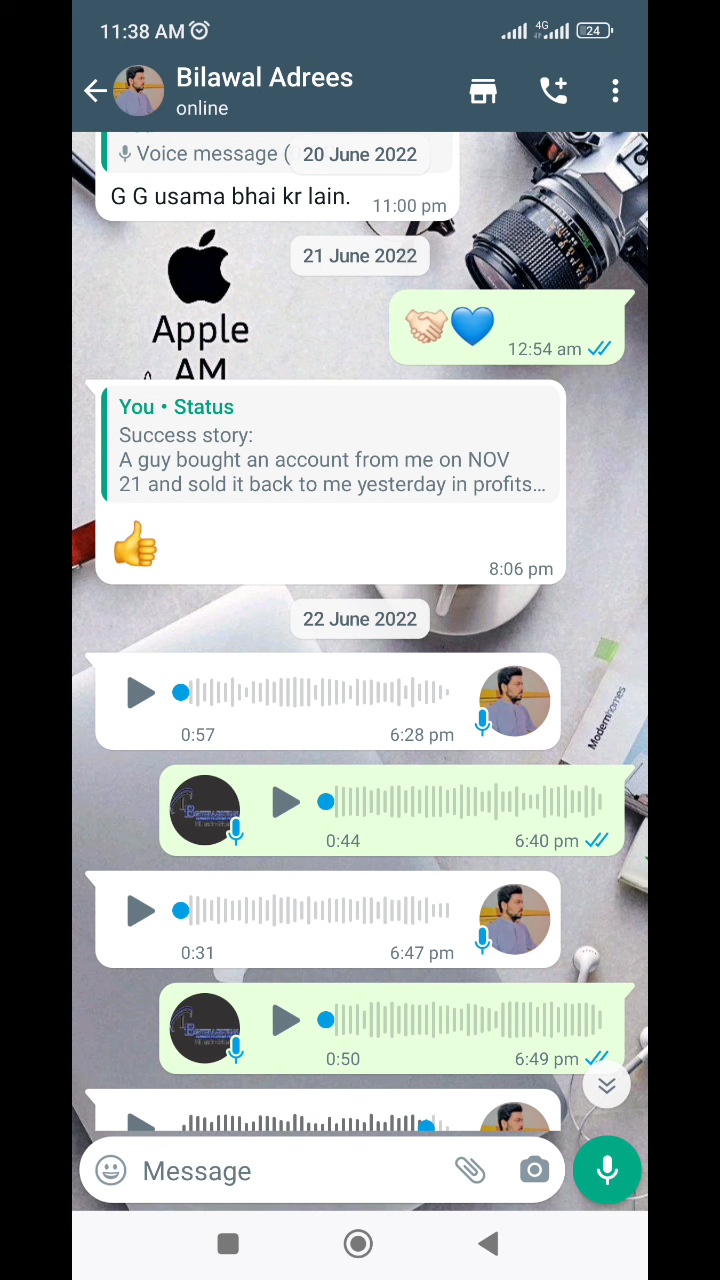 11:38 AM
4G
24
Bilawal Adrees
online
Voice message (
20 June 2022
G G usama bhai kr lain.
11:00 pm
21 June 2022
Apple
AM
12:54 am
You • Status
Success story:
A guy bought an account from me on NOV
21 and sold it back to me yesterday in profits...
8:06 pm
22 June 2022
Modernhomes
0:57
6:28 pm
0:44
6:40 pm
0:31
6:47 pm
0:50
6:49 pm
Message